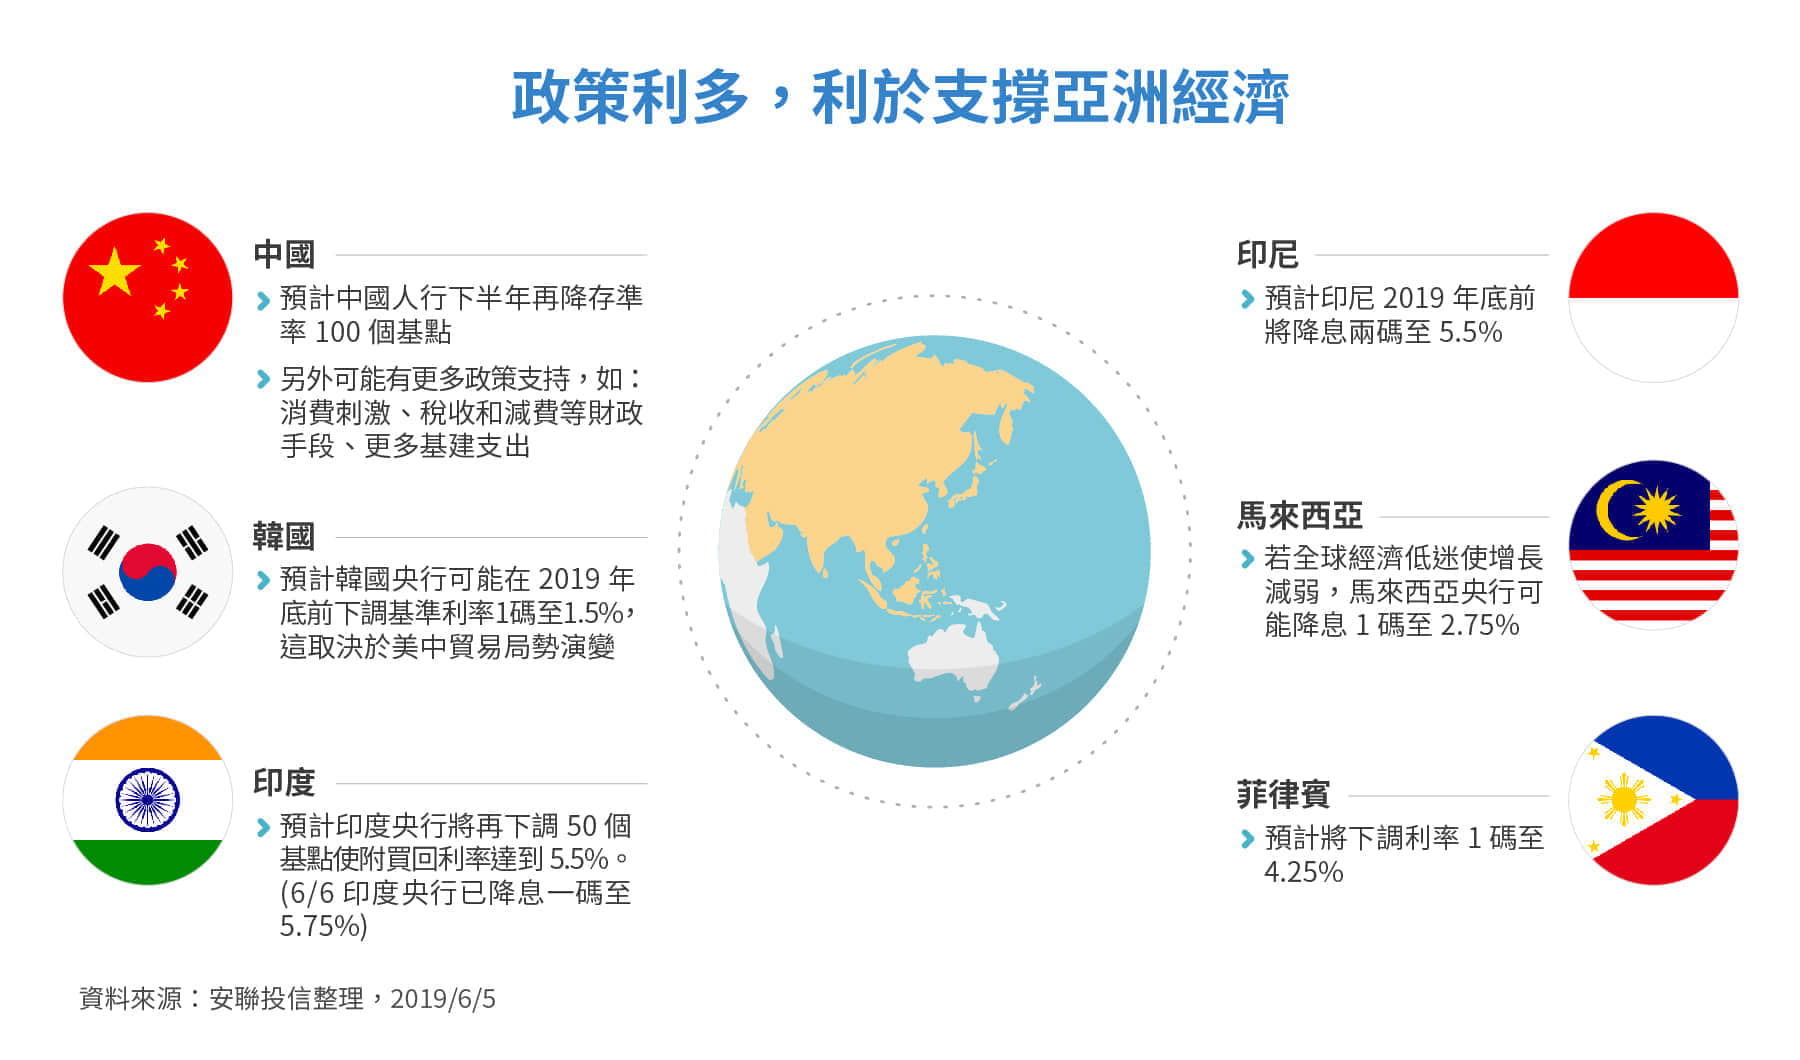 政策利多，利於支撐亞洲經濟
中國
預計中國人行下半年再降存準
率 100 個基點
另外可能有更多政策支持，如：
消費刺激、稅收和減費等財政
手段、更多基建支出
韓國
預計韓國央行可能在 2019 年
底前下調基準利率1碼至1.5%，
這取決於美中貿易局勢演變
印度
預計印度央行將再下調 50 個
基點使附買回利率達到 5.5%。
(6/6 印度央行已降息一碼至
5.75%)
印尼
預計印尼 2019 年底前
將降息兩碼至 5.5%
馬來西亞
若全球經濟低迷使增長
減弱，馬來西亞央行可
能降息 1 碼至 2.75%
菲律賓
預計將下調利率 1 碼至
4.25%
資料來源：安聯投信整理，2019/6/5